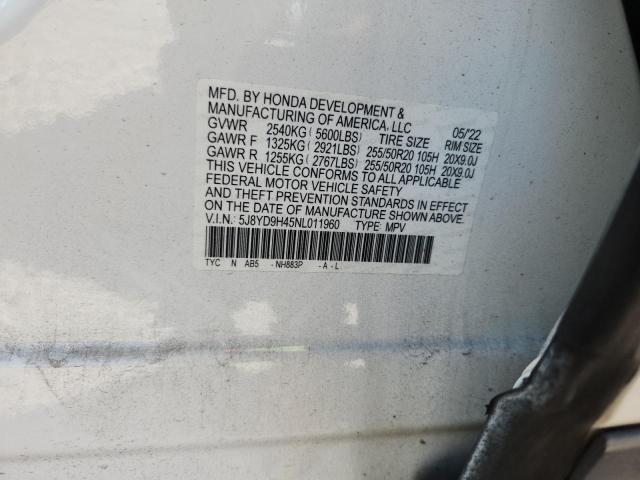 MFD. BY HONDA DEVELOPMENT &
MANUFACTURING OF AMERICA, LLC 05/'22
GVWR 2540KG ( 5600LBS) TIRE SIZE RIM SIZE
GAWR F 1325KG ( 2921LBS) 255/50R20 105H 20X9.0J
GAWR R 1255KG ( 2767LBS) 255/50R20 105H 20X9.0J
THIS VEHICLE CONFORMS TO ALL APPLICABLE
FEDERAL MOTOR VEHICLE SAFETY
AND THEFT PREVENTION STANDARDS IN EFFECT
ON THE DATE OF MANUFACTURE SHOWN ABOVE.
V.I.N.: 5J8YD9H45NL011960 TYPE: MPV
TYC N AB5 - NH883P - A - L